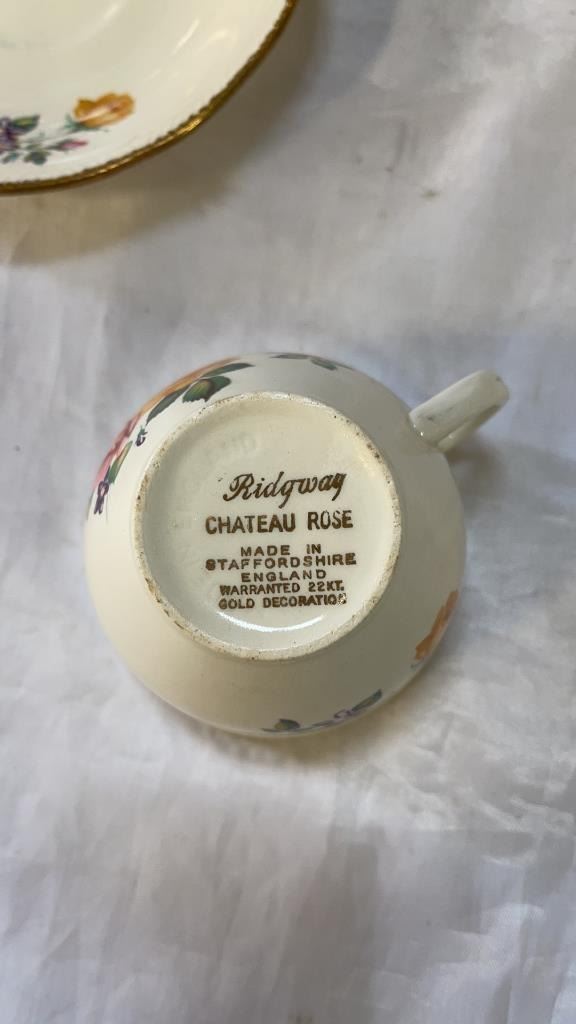 Ridgway
CHATEAU ROSE
MADE IN
STAFFORDSHIRE
ENGLAND
WARRANTED 22KT.
GOLD DECORATION